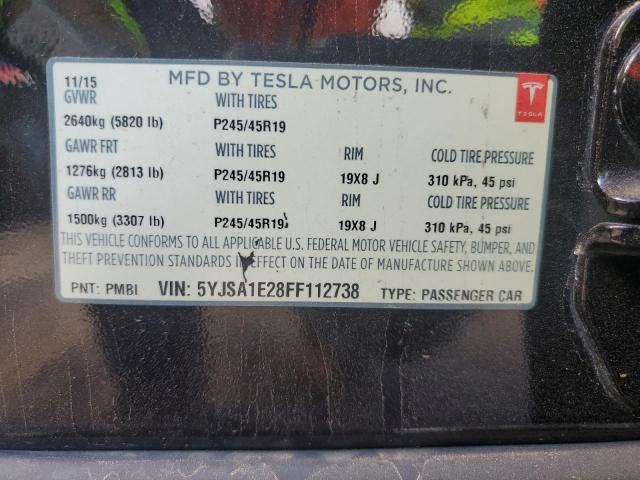 11/15 MFD BY TESLA MOTORS, INC.
GVWR WITH TIRES
2640kg (5820 lb) P245/45R19
TESLA
GAWR FRT WITH TIRES RIM COLD TIRE PRESSURE
1276kg (2813 lb) P245/45R19 19X8 J 310 kPa, 45 psi
GAWR RR WITH TIRES RIM COLD TIRE PRESSURE
1500kg (3307 lb) P245/45R19 19X8 J 310 kPa, 45 psi
THIS VEHICLE CONFORMS TO ALL APPLICABLE U.S. FEDERAL MOTOR VEHICLE SAFETY, BUMPER, AND
THEFT PREVENTION STANDARDS IN EFFECT ON THE DATE OF MANUFACTURE SHOWN ABOVE.
PNT: PMBI VIN: 5YJSA1E28FF112738 TYPE: PASSENGER CAR